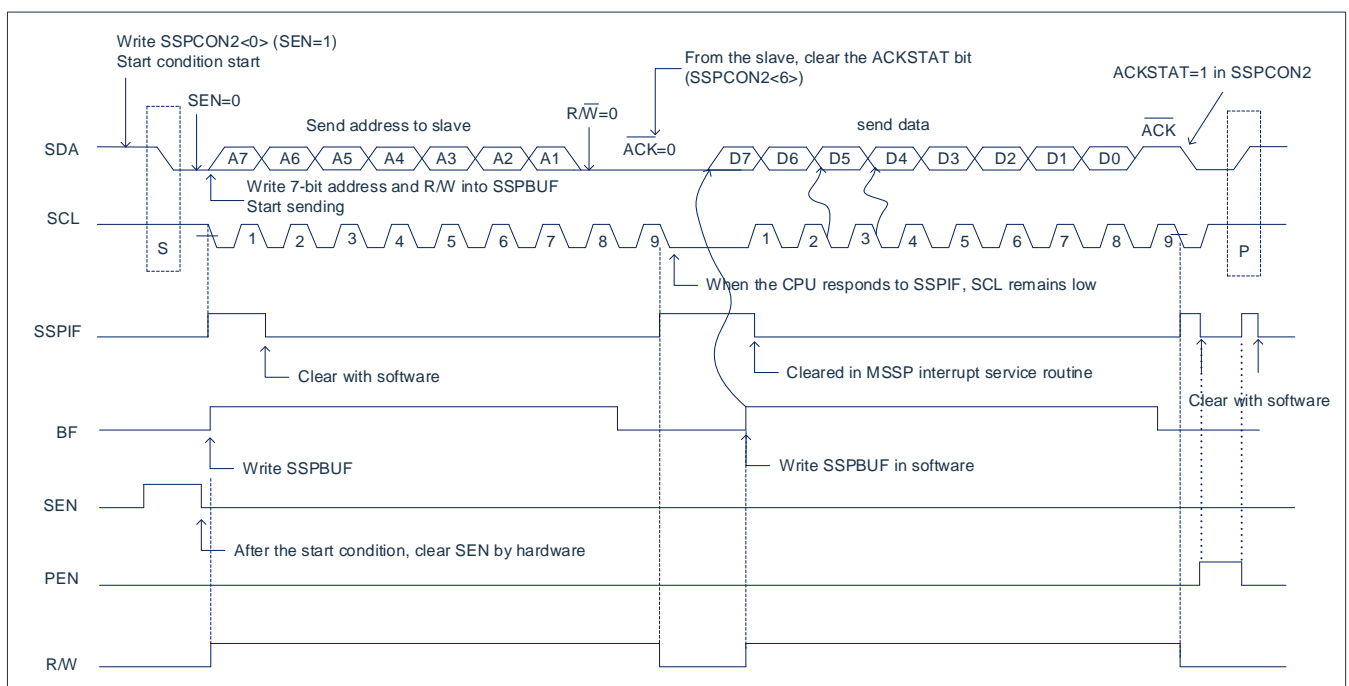 Write SSPCON2<0> (SEN=1)
Start condition start
From the slave, clear the ACKSTAT bit
(SSPCON2<6>)
ACKSTAT=1 in SSPCON2
SEN=0
R/W=0
Send address to slave
send data
ACK
ACK=0
SDA
A7 A6 A5 A4 A3 A2 A1
D7 D6 D5 D4 D3 D2 D1 D0
Write 7-bit address and R/W into SSPBUF
Start sending
SCL
S
1 2 3 4 5 6 7 8 9
1 2 3 4 5 6 7 8 9
P
When the CPU responds to SSPIF, SCL remains low
SSPIF
Clear with software
Cleared in MSSP interrupt service routine
Clear with software
BF
Write SSPBUF
Write SSPBUF in software
SEN
After the start condition, clear SEN by hardware
PEN
R/W